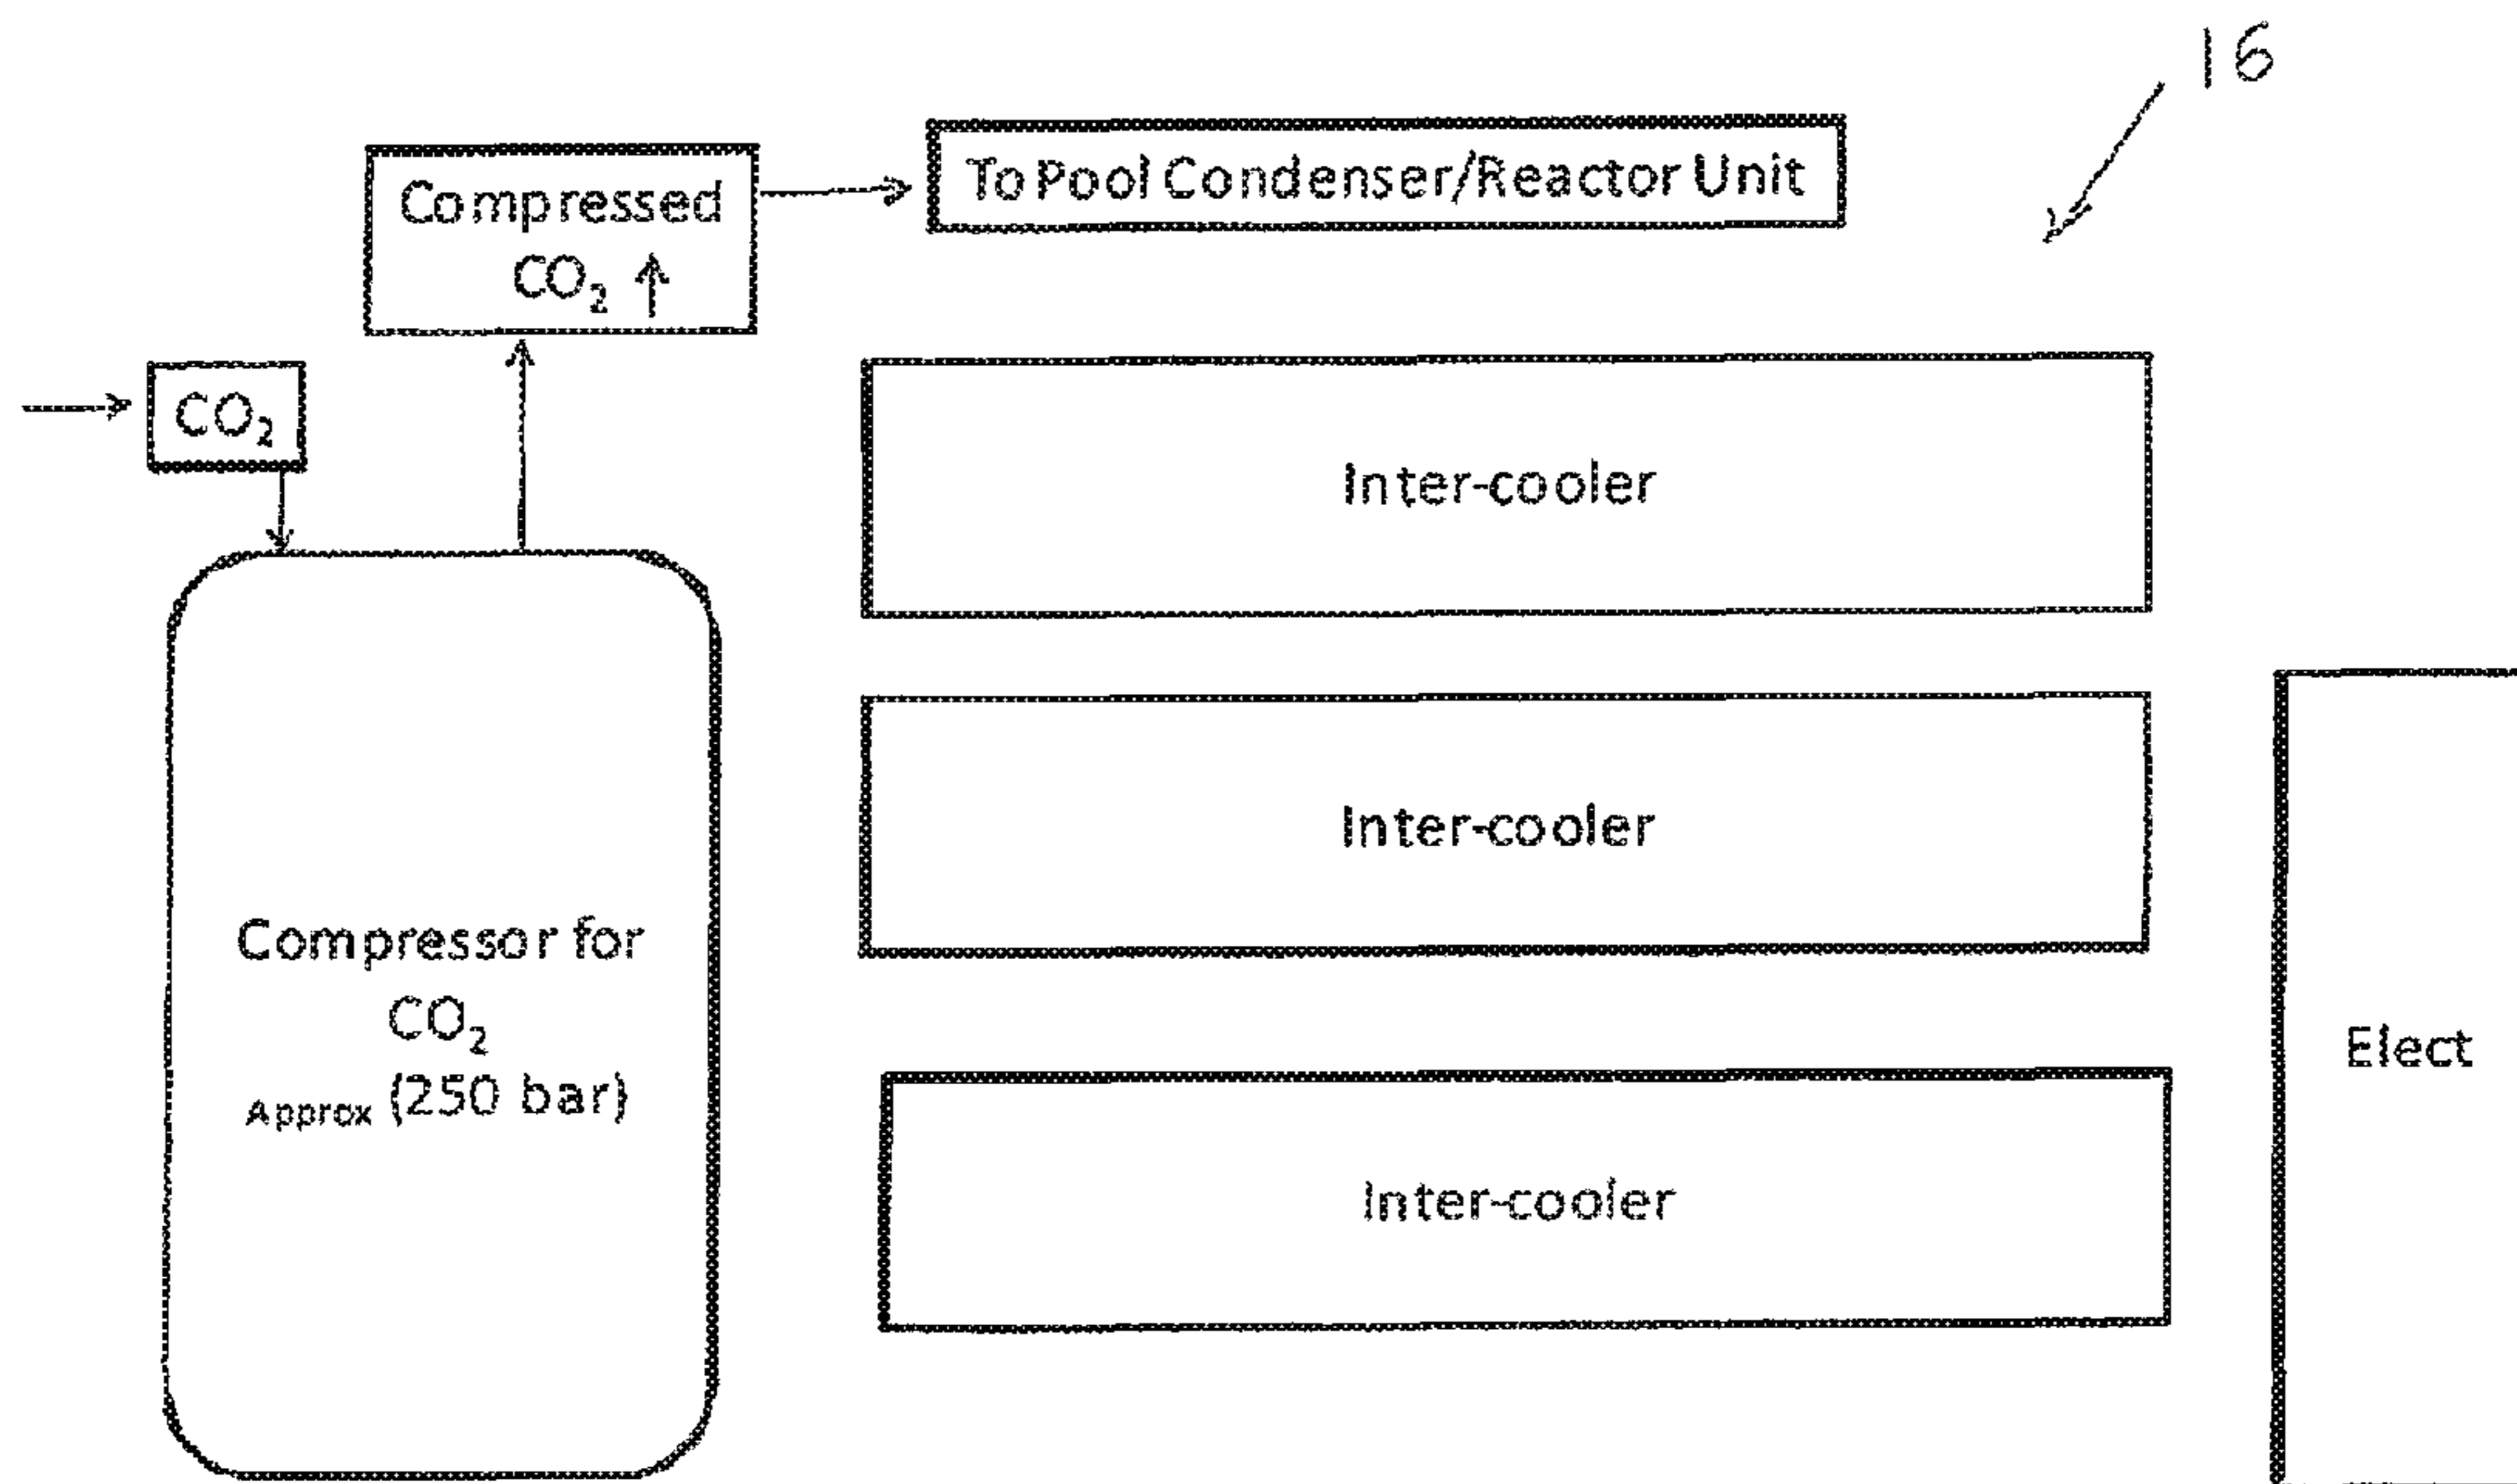 16
To Pool Condenser/Reactor Unit
Compressed
CO₂ ↑
CO₂
Inter-cooler
Inter-cooler
Compressor for
CO₂
Approx (250 bar)
Elect
Inter-cooler